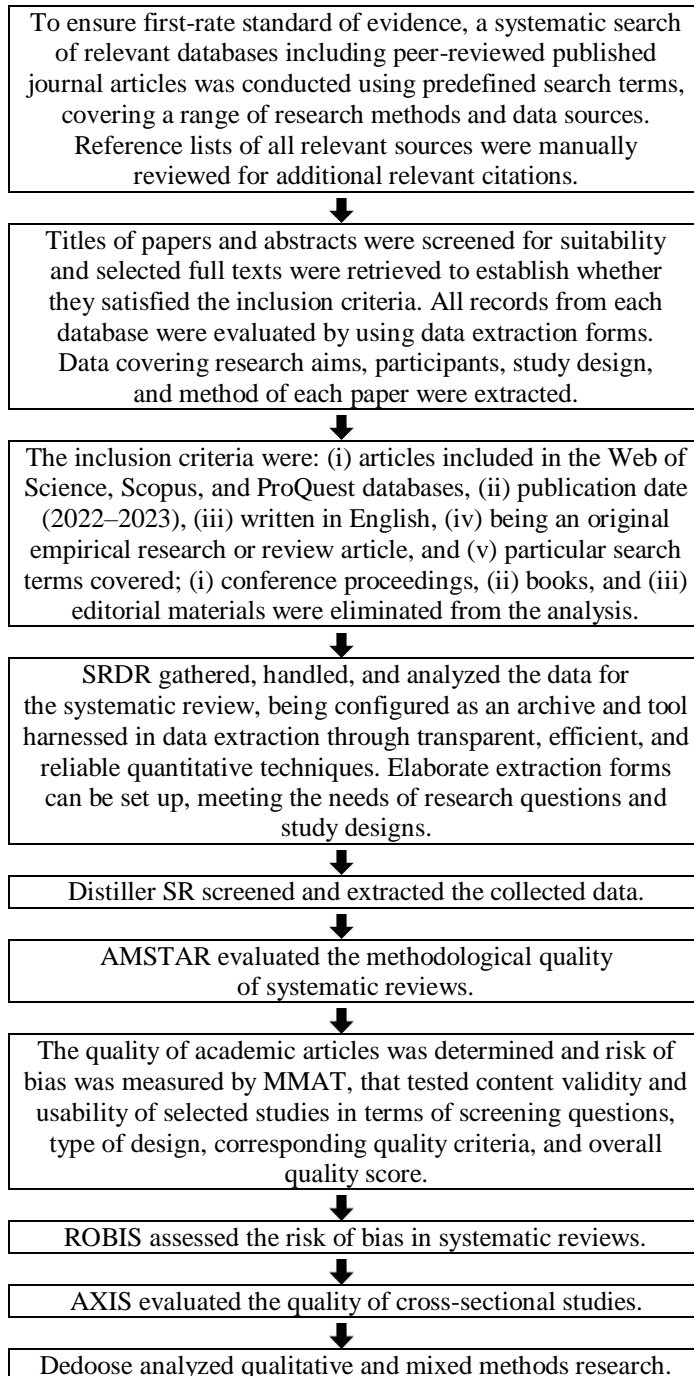 To ensure first-rate standard of evidence, a systematic search
of relevant databases including peer-reviewed published
journal articles was conducted using predefined search terms,
covering a range of research methods and data sources.
Reference lists of all relevant sources were manually
reviewed for additional relevant citations.
Titles of papers and abstracts were screened for suitability
and selected full texts were retrieved to establish whether
they satisfied the inclusion criteria. All records from each
database were evaluated by using data extraction forms.
Data covering research aims, participants, study design,
and method of each paper were extracted.
The inclusion criteria were: (i) articles included in the Web of
Science, Scopus, and ProQuest databases, (ii) publication date
(2022–2023), (iii) written in English, (iv) being an original
empirical research or review article, and (v) particular search
terms covered; (i) conference proceedings, (ii) books, and (iii)
editorial materials were eliminated from the analysis.
SRDR gathered, handled, and analyzed the data for
the systematic review, being configured as an archive and tool
harnessed in data extraction through transparent, efficient, and
reliable quantitative techniques. Elaborate extraction forms
can be set up, meeting the needs of research questions and
study designs.
Distiller SR screened and extracted the collected data.
AMSTAR evaluated the methodological quality
of systematic reviews.
The quality of academic articles was determined and risk of
bias was measured by MMAT, that tested content validity and
usability of selected studies in terms of screening questions,
type of design, corresponding quality criteria, and overall
quality score.
ROBIS assessed the risk of bias in systematic reviews.
AXIS evaluated the quality of cross-sectional studies.
Dedoose analyzed qualitative and mixed methods research.